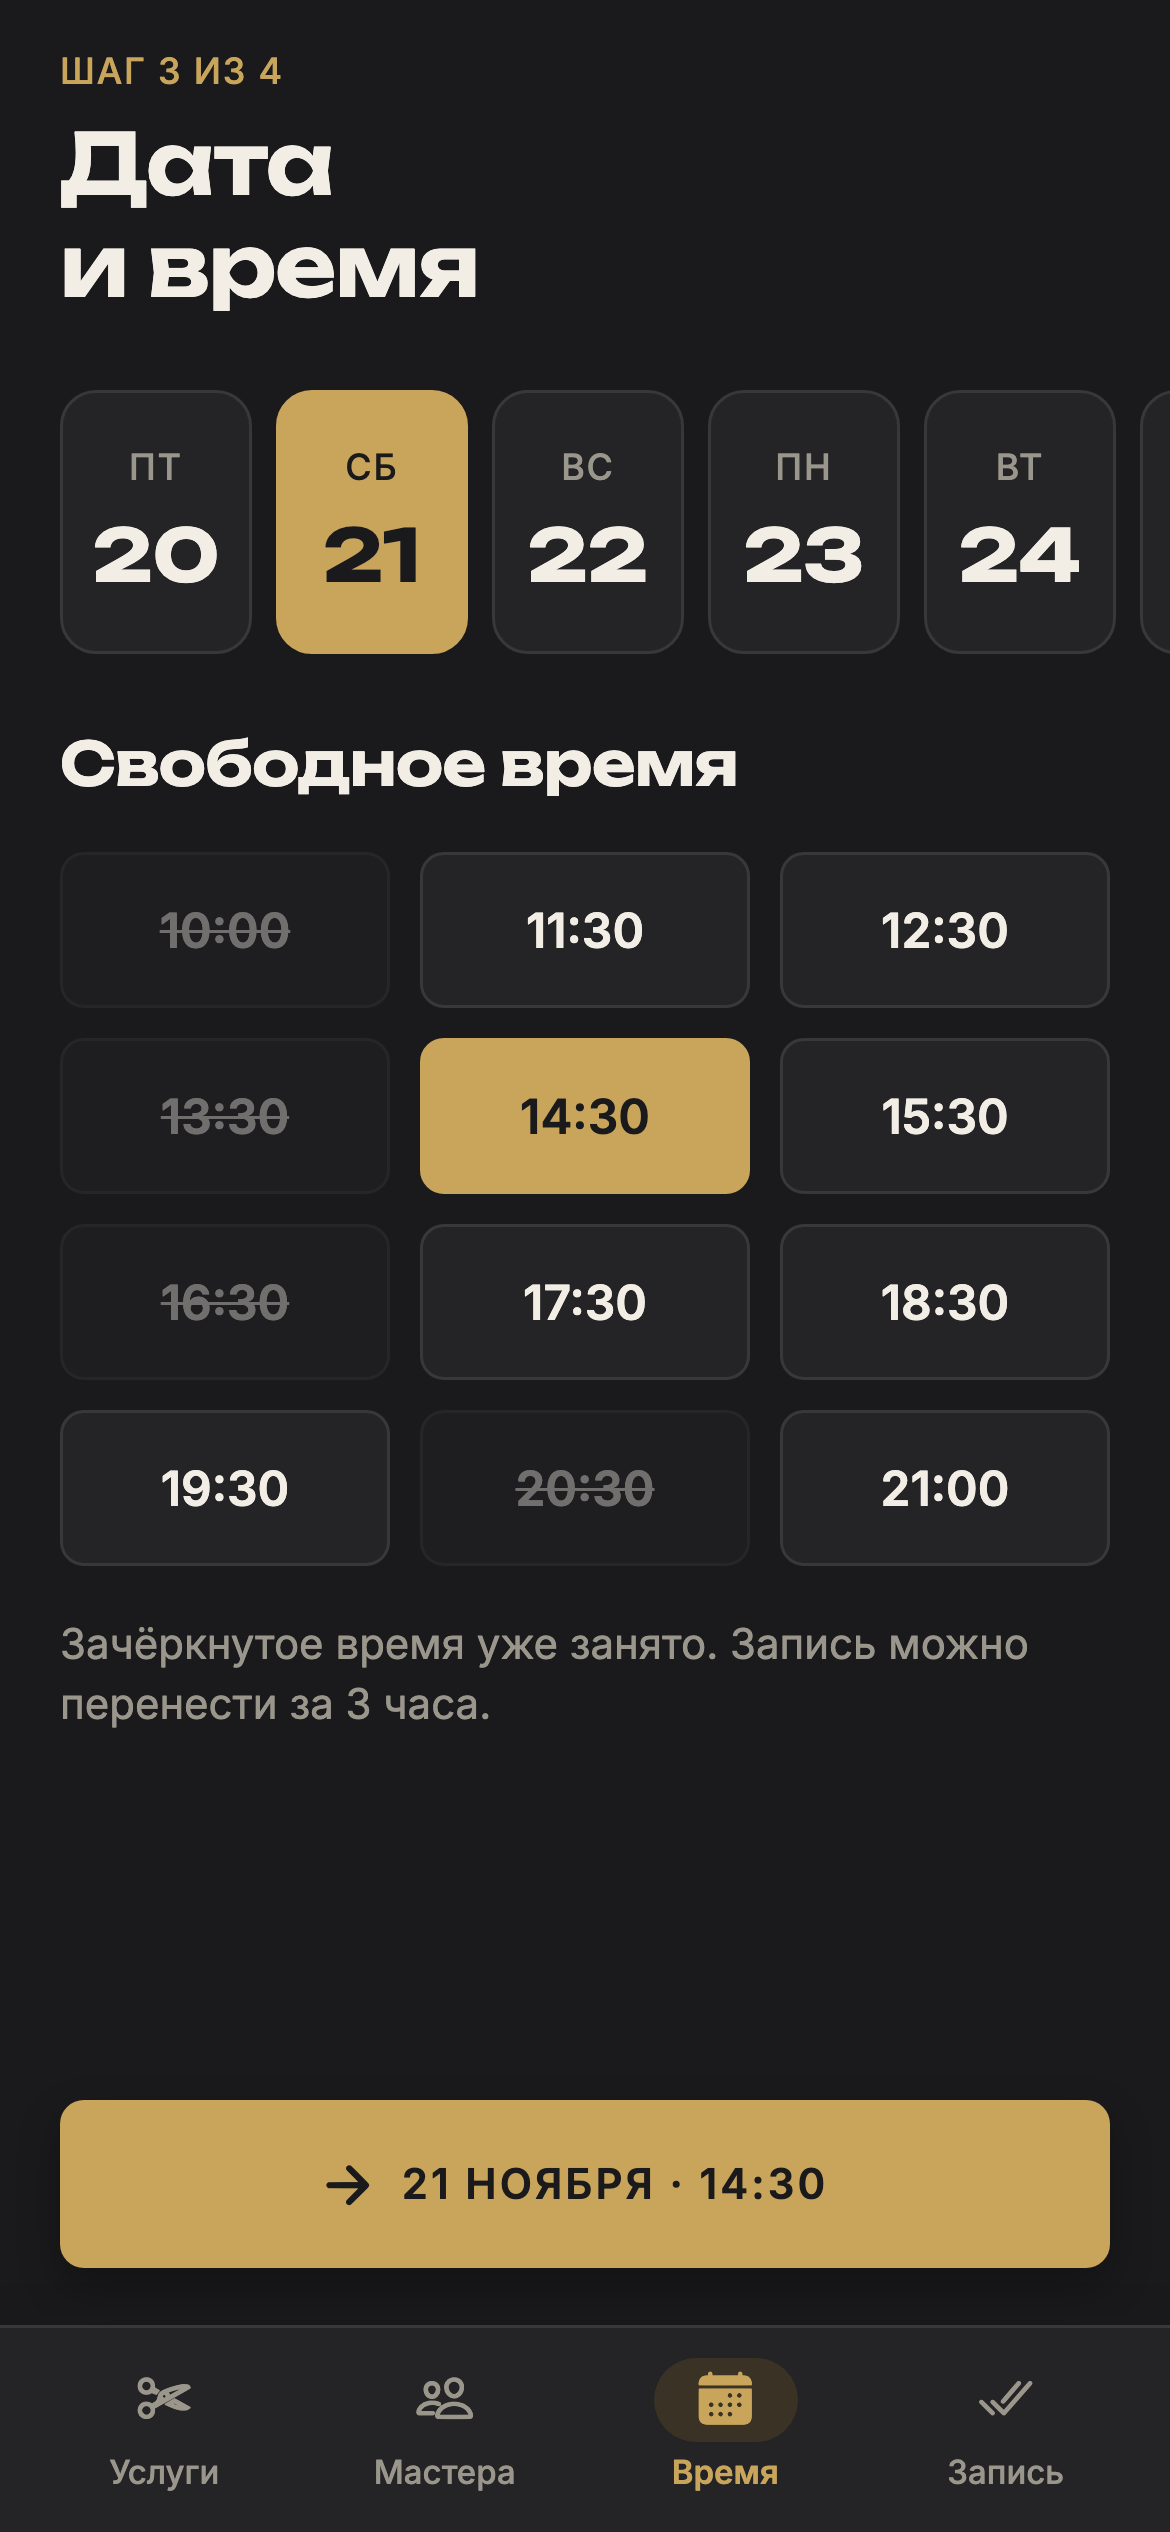 ШАГ 3 ИЗ 4
Дата
и время
ПТ СБ ВС ПН ВТ
20 21 22 23 24
Свободное время
10:00 11:30 12:30
13:30 14:30 15:30
16:30 17:30 18:30
19:30 20:30 21:00
Зачёркнутое время уже занято. Запись можно
перенести за 3 часа.
→ 21 НОЯБРЯ · 14:30
Услуги Мастера Время Запись